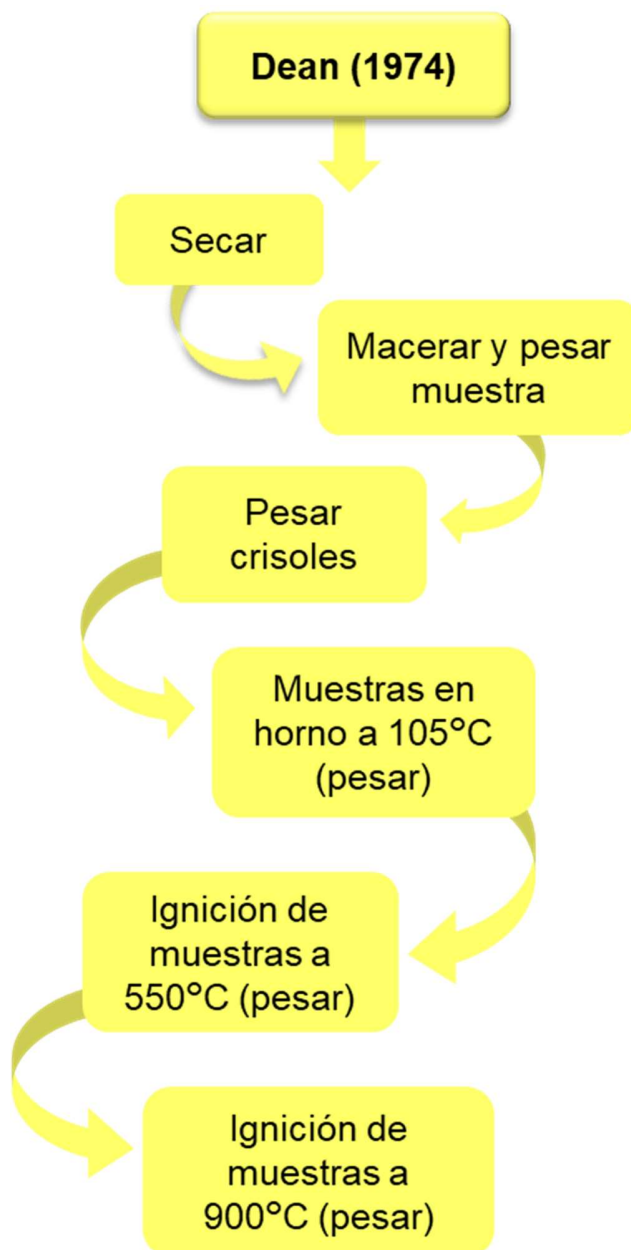 Dean (1974)
Secar
Macerar y pesar
muestra
Pesar
crisoles
Muestras en
horno a 105°C
(pesar)
Ignición de
muestras a
550°C (pesar)
Ignición de
muestras a
900°C (pesar)